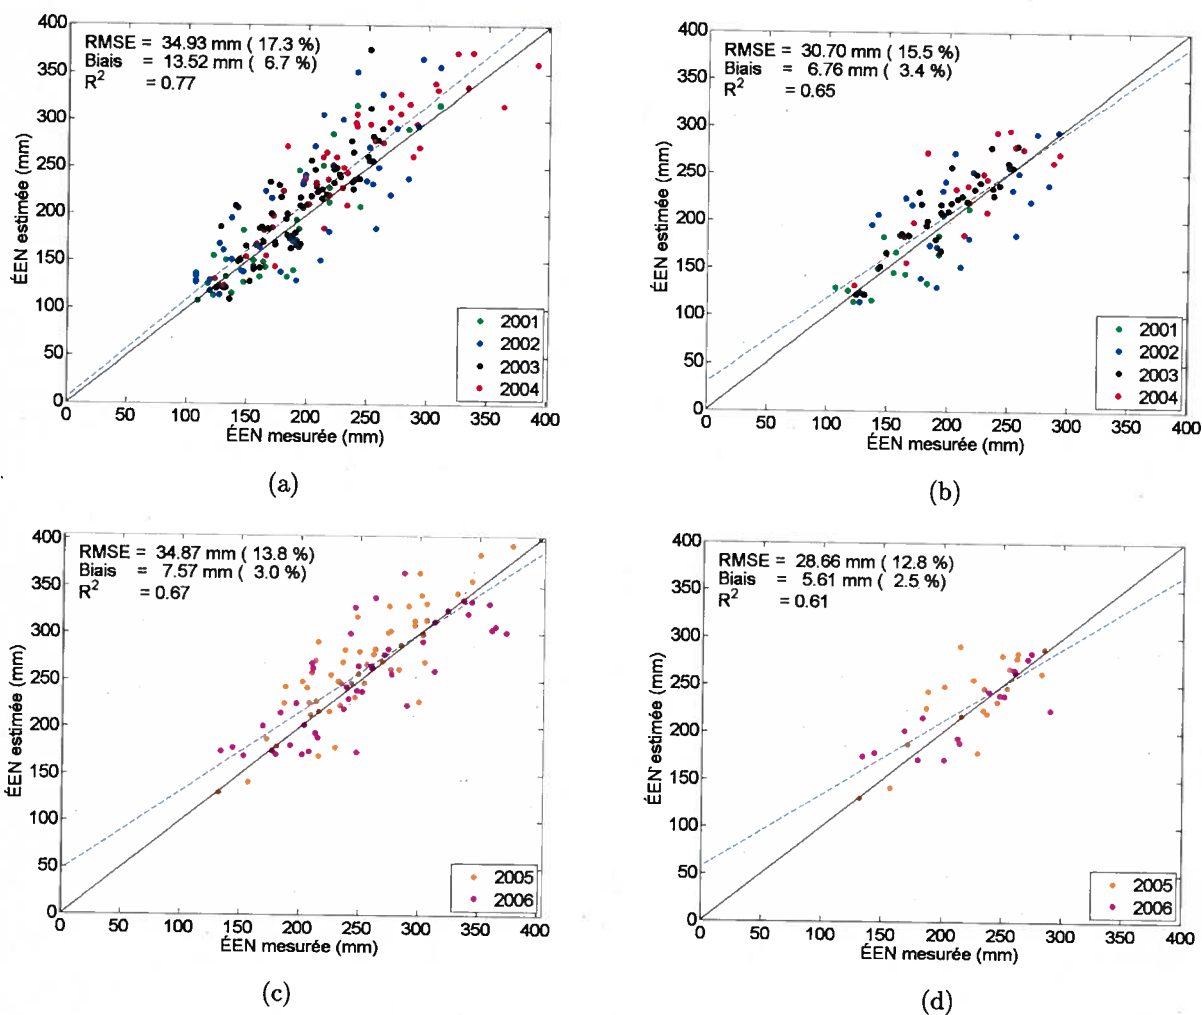 RMSE = 34.93 mm ( 17.3 %)
Biais = 13.52 mm ( 6.7 %)
R² = 0.77
400
350
300
250
200
150
100
50
0
ÉEN estimée (mm)
2001
2002
2003
2004
0 50 100 150 200 250 300 350 400
ÉEN mesurée (mm)
(a)
RMSE = 30.70 mm ( 15.5 %)
Biais = 6.76 mm ( 3.4 %)
R² = 0.65
400
350
300
250
200
150
100
50
0
ÉEN estimée (mm)
2001
2002
2003
2004
0 50 100 150 200 250 300 350 400
ÉEN mesurée (mm)
(b)
RMSE = 34.87 mm ( 13.8 %)
Biais = 7.57 mm ( 3.0 %)
R² = 0.67
400
350
300
250
200
150
100
50
0
ÉEN estimée (mm)
2005
2006
0 50 100 150 200 250 300 350 400
ÉEN mesurée (mm)
(c)
RMSE = 28.66 mm ( 12.8 %)
Biais = 5.61 mm ( 2.5 %)
R² = 0.61
400
350
300
250
200
150
100
50
0
ÉEN estimée (mm)
2005
2006
0 50 100 150 200 250 300 350 400
ÉEN mesurée (mm)
(d)